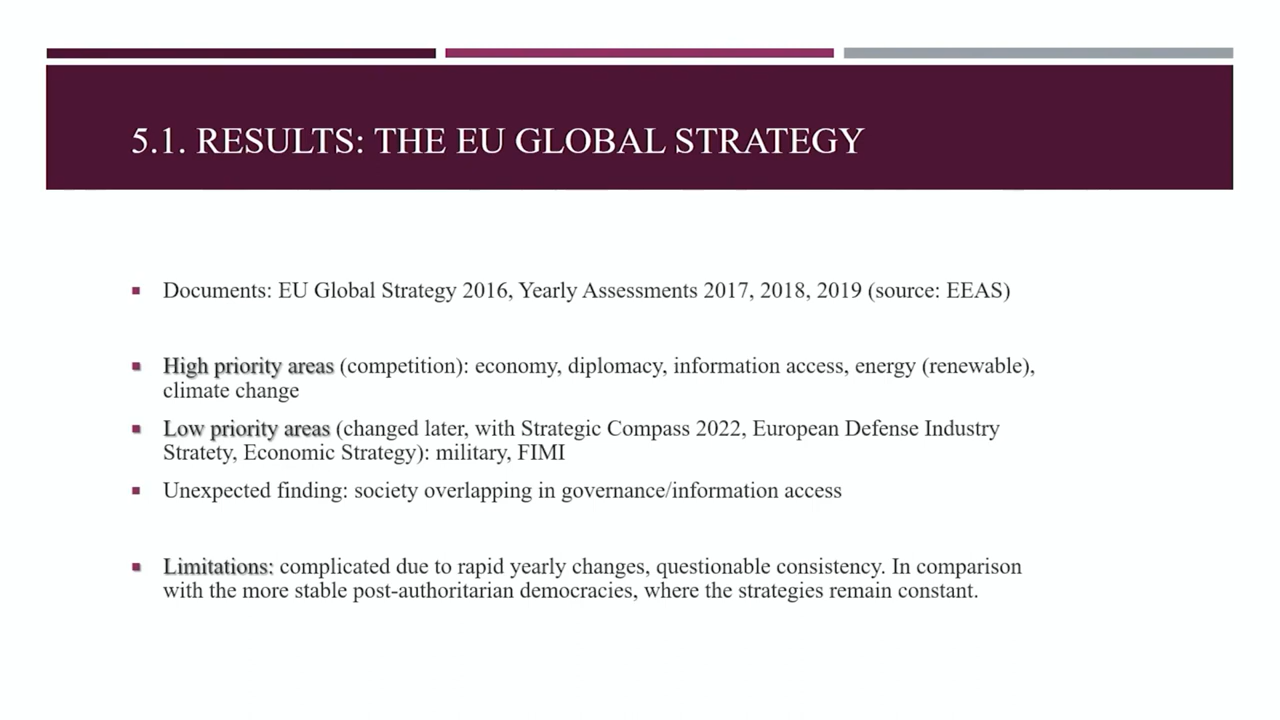 5.1. RESULTS: THE EU GLOBAL STRATEGY
Documents: EU Global Strategy 2016, Yearly Assessments 2017, 2018, 2019 (source: EEAS)
High priority areas (competition): economy, diplomacy, information access, energy (renewable),
climate change
Low priority areas (changed later, with Strategic Compass 2022, European Defense Industry
Stratety, Economic Strategy): military, FIMI
Unexpected finding: society overlapping in governance/information access
Limitations: complicated due to rapid yearly changes, questionable consistency. In comparison
with the more stable post-authoritarian democracies, where the strategies remain constant.